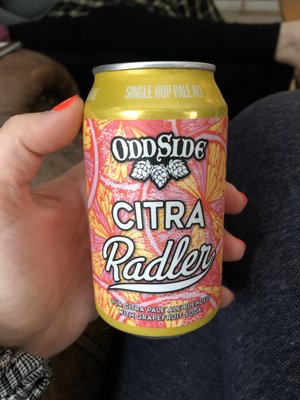 SINGLE HOP PALE ALE
ODDSIDE
CITRA
Radler
CITRA PALE ALE BLENDED
WITH GRAPEFRUIT SODA